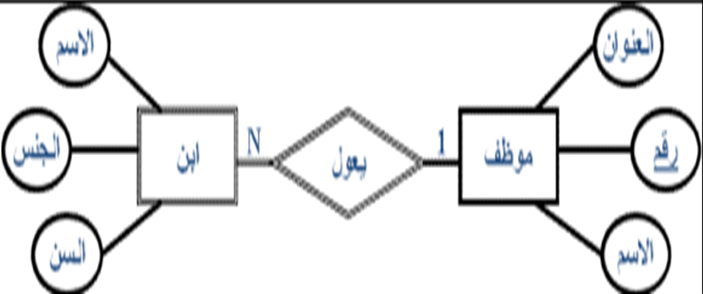 العنوان
الاسم
رقم
موظف
1
يعول
N
ابن
الجنس
الاسم
السن